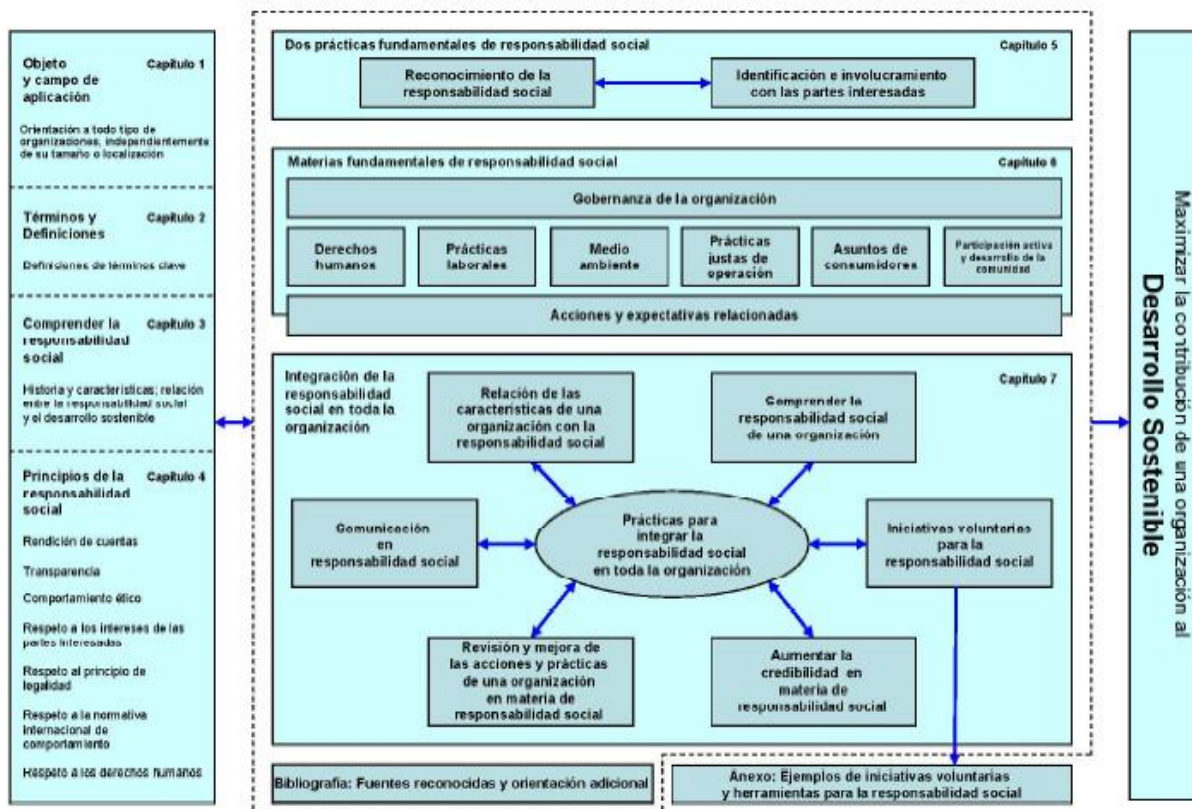 Objeto
y campo de
aplicación
Capítulo 1
Orientación a todo tipo de
organizaciones, independientemente
de su tamaño o localización
Términos y
Definiciones
Capítulo 2
Definiciones de términos clave
Comprender la
responsabilidad
social
Capítulo 3
Historia y características; relación
entre la responsabilidad social
y el desarrollo sostenible
Principios de la
responsabilidad
social
Capítulo 4
Rendición de cuentas
Transparencia
Comportamiento ético
Respeto a los intereses de las
partes interesadas
Respeto al principio de
legalidad
Respeto a la normativa
internacional de
comportamiento
Respeto a los derechos humanos
Dos prácticas fundamentales de responsabilidad social
Capítulo 5
Reconocimiento de la
responsabilidad social
Identificación e involucramiento
con las partes interesadas
Materias fundamentales de responsabilidad social
Capítulo 6
Gobernanza de la organización
Derechos
humanos
Prácticas
laborales
Medio
ambiente
Prácticas
justas de
operación
Asuntos de
consumidores
Participación activa
y desarrollo de la
comunidad
Acciones y expectativas relacionadas
Integración de la
responsabilidad
social en toda la
organización
Capítulo 7
Relación de las
características de una
organización con la
responsabilidad social
Comprender la
responsabilidad social
de una organización
Comunicación
en
responsabilidad social
Prácticas para
integrar la
responsabilidad social
en toda la organización
Iniciativas voluntarias
para la
responsabilidad social
Revisión y mejora de
las acciones y prácticas
de una organización
en materia de
responsabilidad social
Aumentar la
credibilidad en
materia de
responsabilidad social
Bibliografía: Fuentes reconocidas y orientación adicional
Anexo: Ejemplos de iniciativas voluntarias
y herramientas para la responsabilidad social
Maximizar la contribución de una organización al
Desarrollo Sostenible